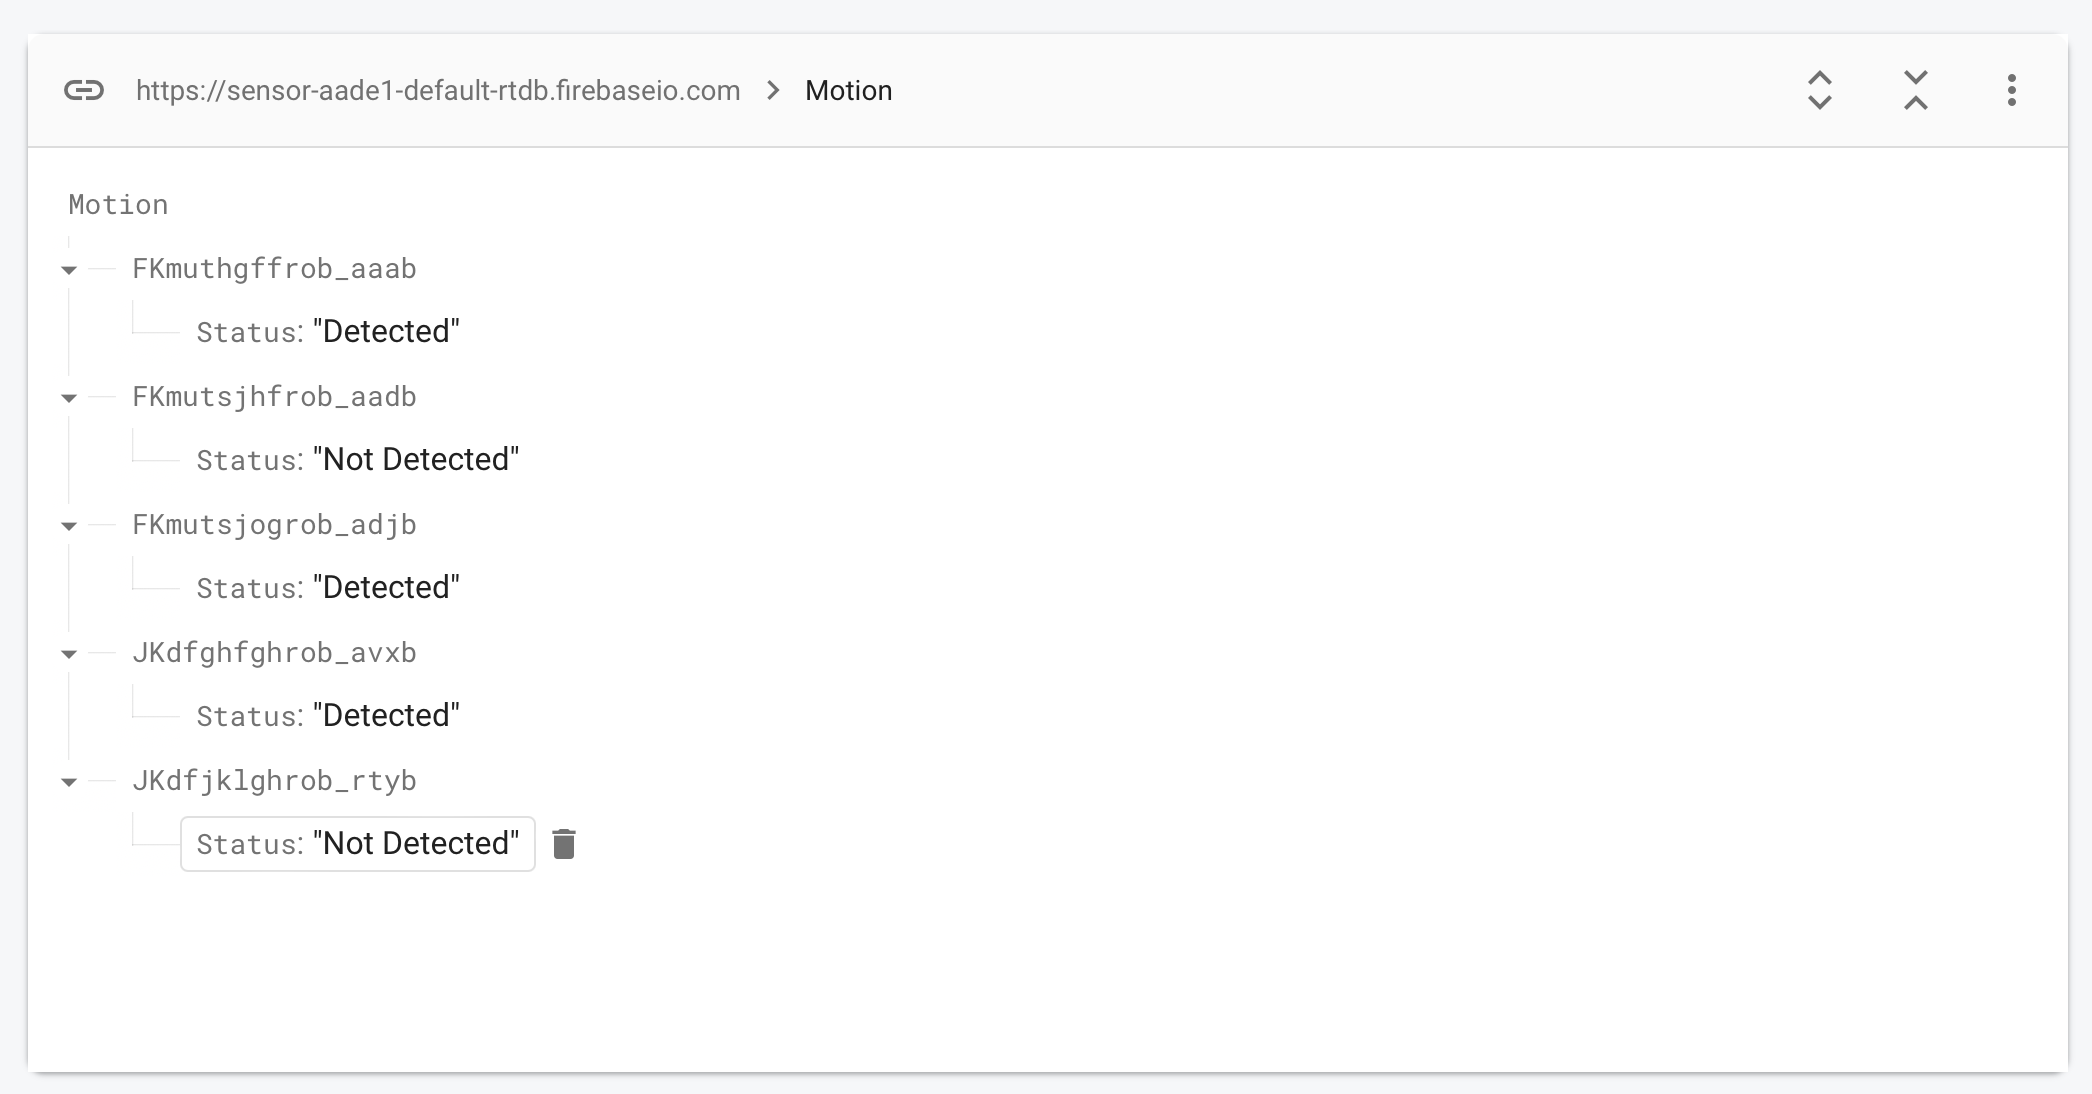 https://sensor-aade1-default-rtdb.firebaseio.com > Motion
Motion
FKmuthgffrob_aaab
Status: "Detected"
FKmutsjhfrob_aadb
Status: "Not Detected"
FKmutsjogrob_adjb
Status: "Detected"
JKdfghfghrob_avxb
Status: "Detected"
JKdfjklghrob_rtyb
Status: "Not Detected"